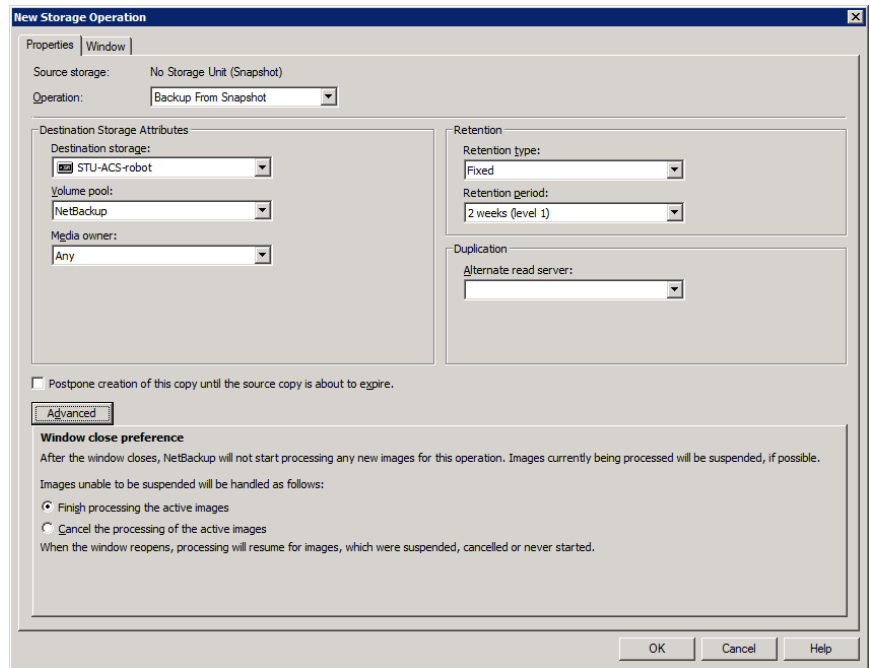 New Storage Operation
Properties
Window
Source storage: No Storage Unit (Snapshot)
Operation: Backup From Snapshot
Destination Storage Attributes
Destination storage:
STU-ACS-robot
Volume pool:
NetBackup
Media owner:
Any
Retention
Retention type:
Fixed
Retention period:
2 weeks (level 1)
Duplication
Alternate read server:
Postpone creation of this copy until the source copy is about to expire.
Advanced
Window close preference
After the window closes, NetBackup will not start processing any new images for this operation. Images currently being processed will be suspended, if possible.
Images unable to be suspended will be handled as follows:
Finish processing the active images
Cancel the processing of the active images
When the window reopens, processing will resume for images, which were suspended, cancelled or never started.
OK
Cancel
Help